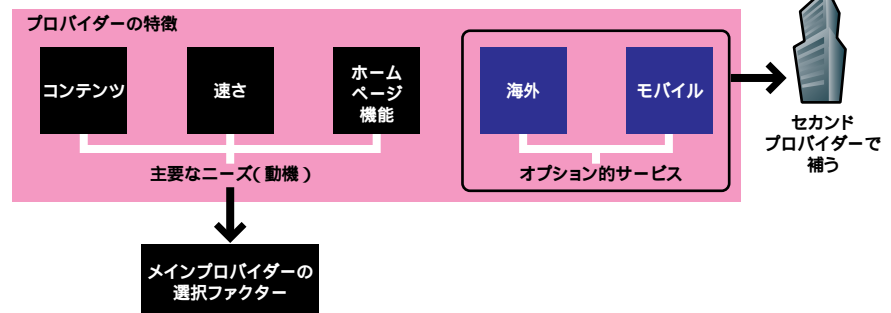 プロバイダーの特徴
コンテンツ
速さ
ホーム
ページ
機能
主要なニーズ(動機)
海外
モバイル
オプション的サービス
セカンド
プロバイダーで
補う
メインプロバイダーの
選択ファクター